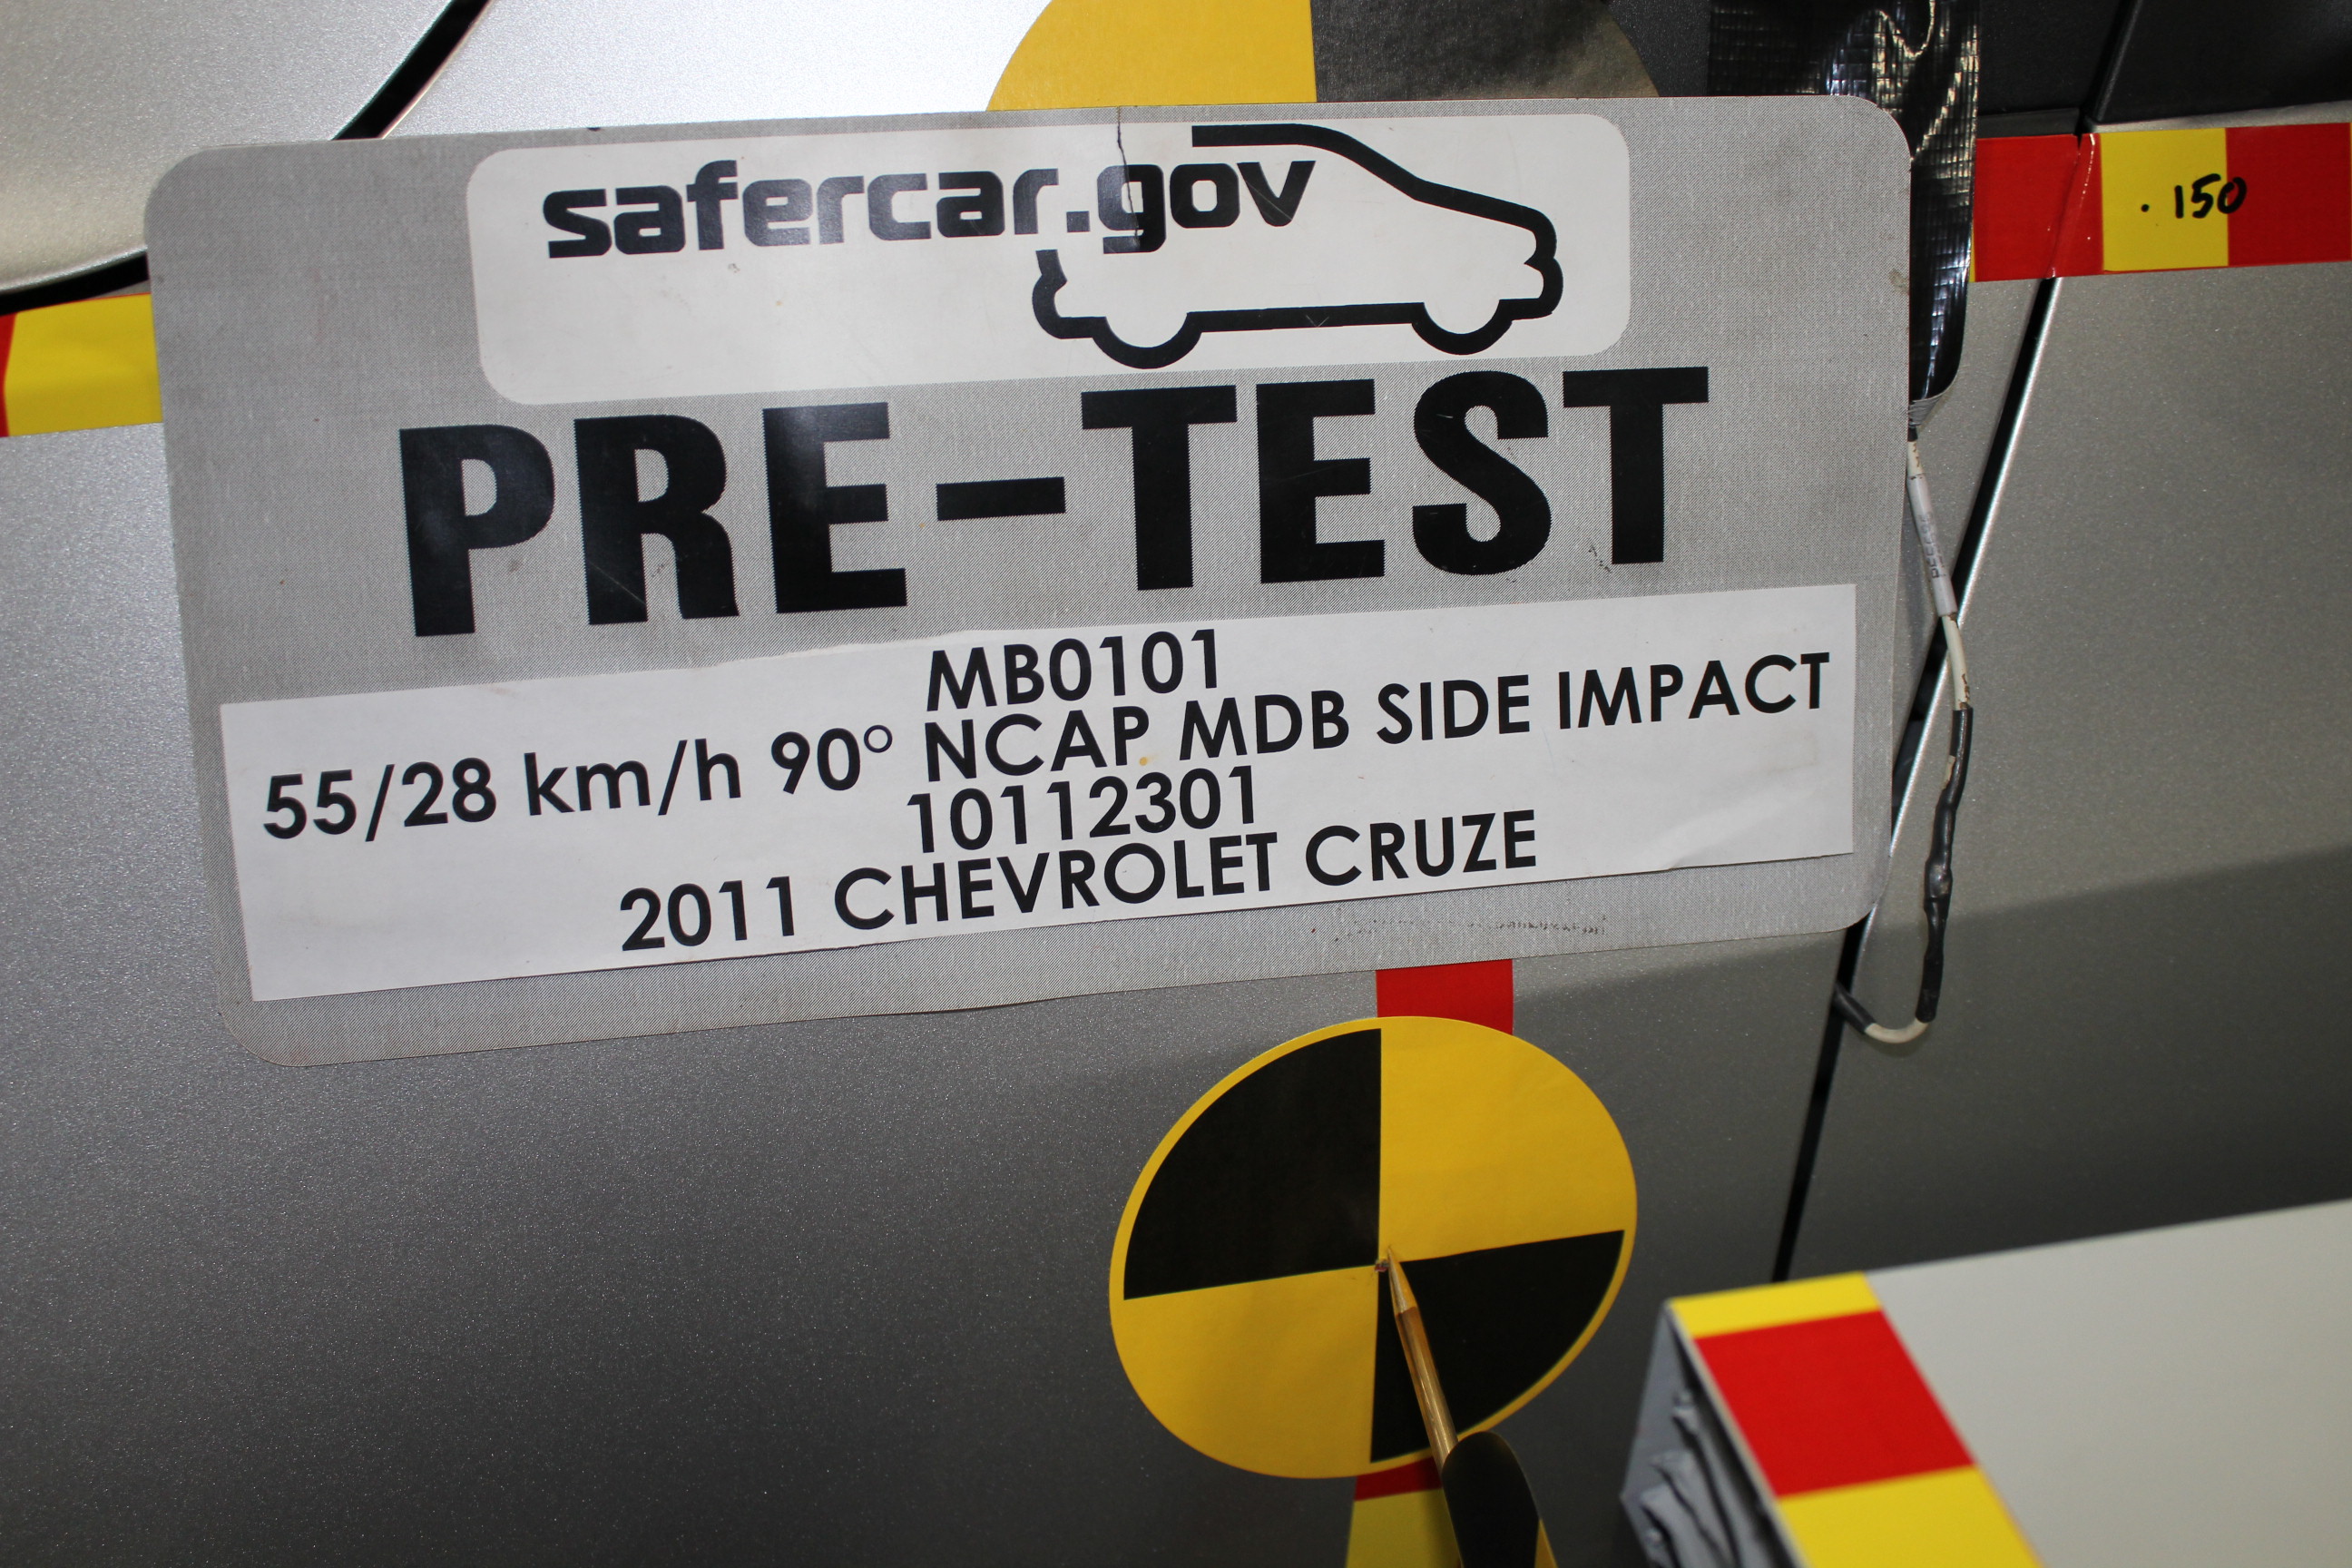 safercar.gov
. 150
PRE-TEST
MB0101
55/28 km/h 90° NCAP MDB SIDE IMPACT
10112301
2011 CHEVROLET CRUZE